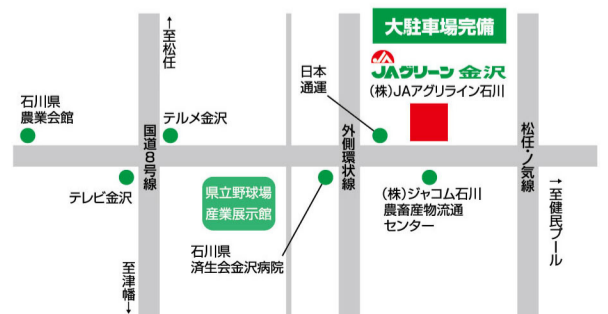 大駐車場完備
JAグリーン 金沢
(株)JAアグリライン石川
↑至松任
日本
通運
石川県
農業会館
テルメ金沢
国道8号線
外側環状線
松任・ノ気線
テレビ金沢
県立野球場
産業展示館
(株)ジャコム石川
農畜産物流通
センター
→至健民プール
石川県
済生会金沢病院
至津幡→